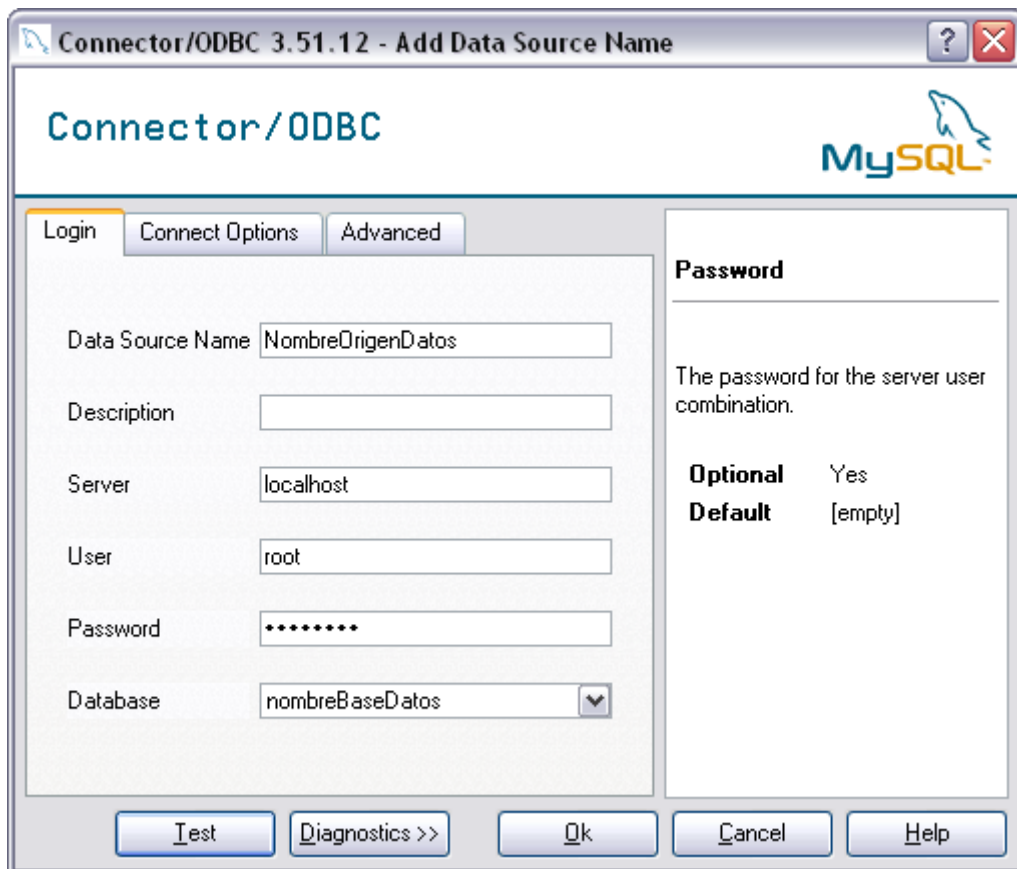 Connector/ODBC 3.51.12 - Add Data Source Name
Connector/ODBC
MySQL
Login
Connect Options
Advanced
Data Source Name NombreOrigenDatos
Description
Server localhost
User root
Password ••••••••
Database nombreBaseDatos
Password
The password for the server user
combination.
Optional Yes
Default [empty]
Test
Diagnostics >>
Ok
Cancel
Help